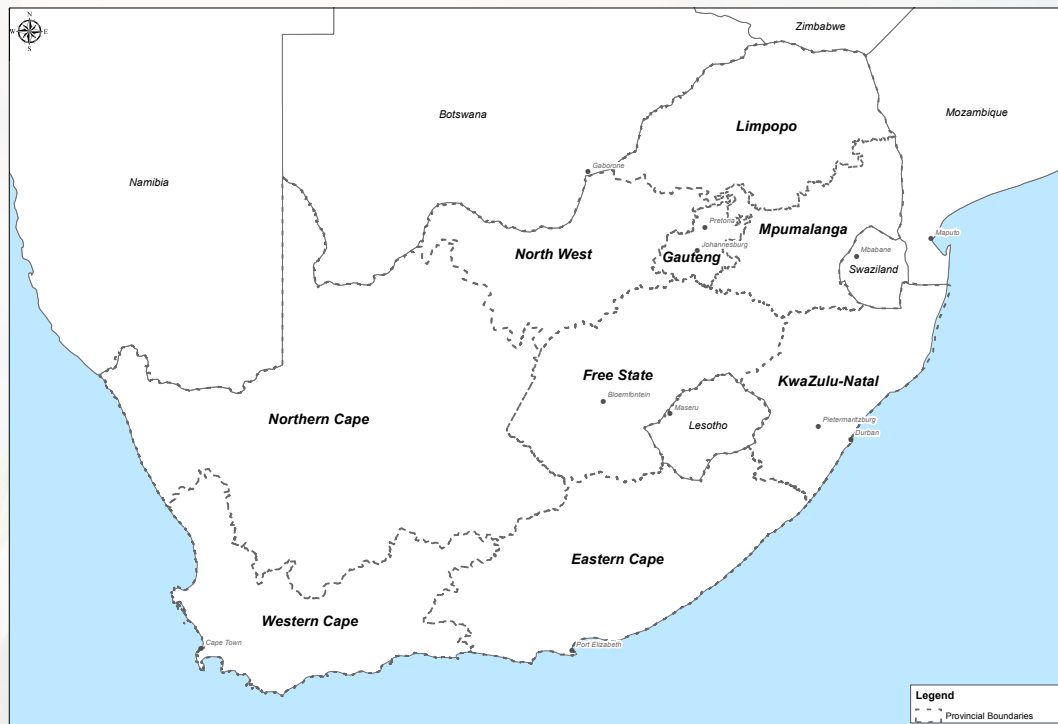 N
W E
S
Zimbabwe
Botswana
Mozambique
Limpopo
Gaborone
Namibia
Pretoria
Mpumalanga
Maputo
North West
Johannesburg
Gauteng
Mbabane
Swaziland
Free State
KwaZulu-Natal
Bloemfontein
Maseru
Northern Cape
Lesotho
Pietermaritzburg
Durban
Eastern Cape
Western Cape
Cape Town
Port Elizabeth
Legend
Provincial Boundaries